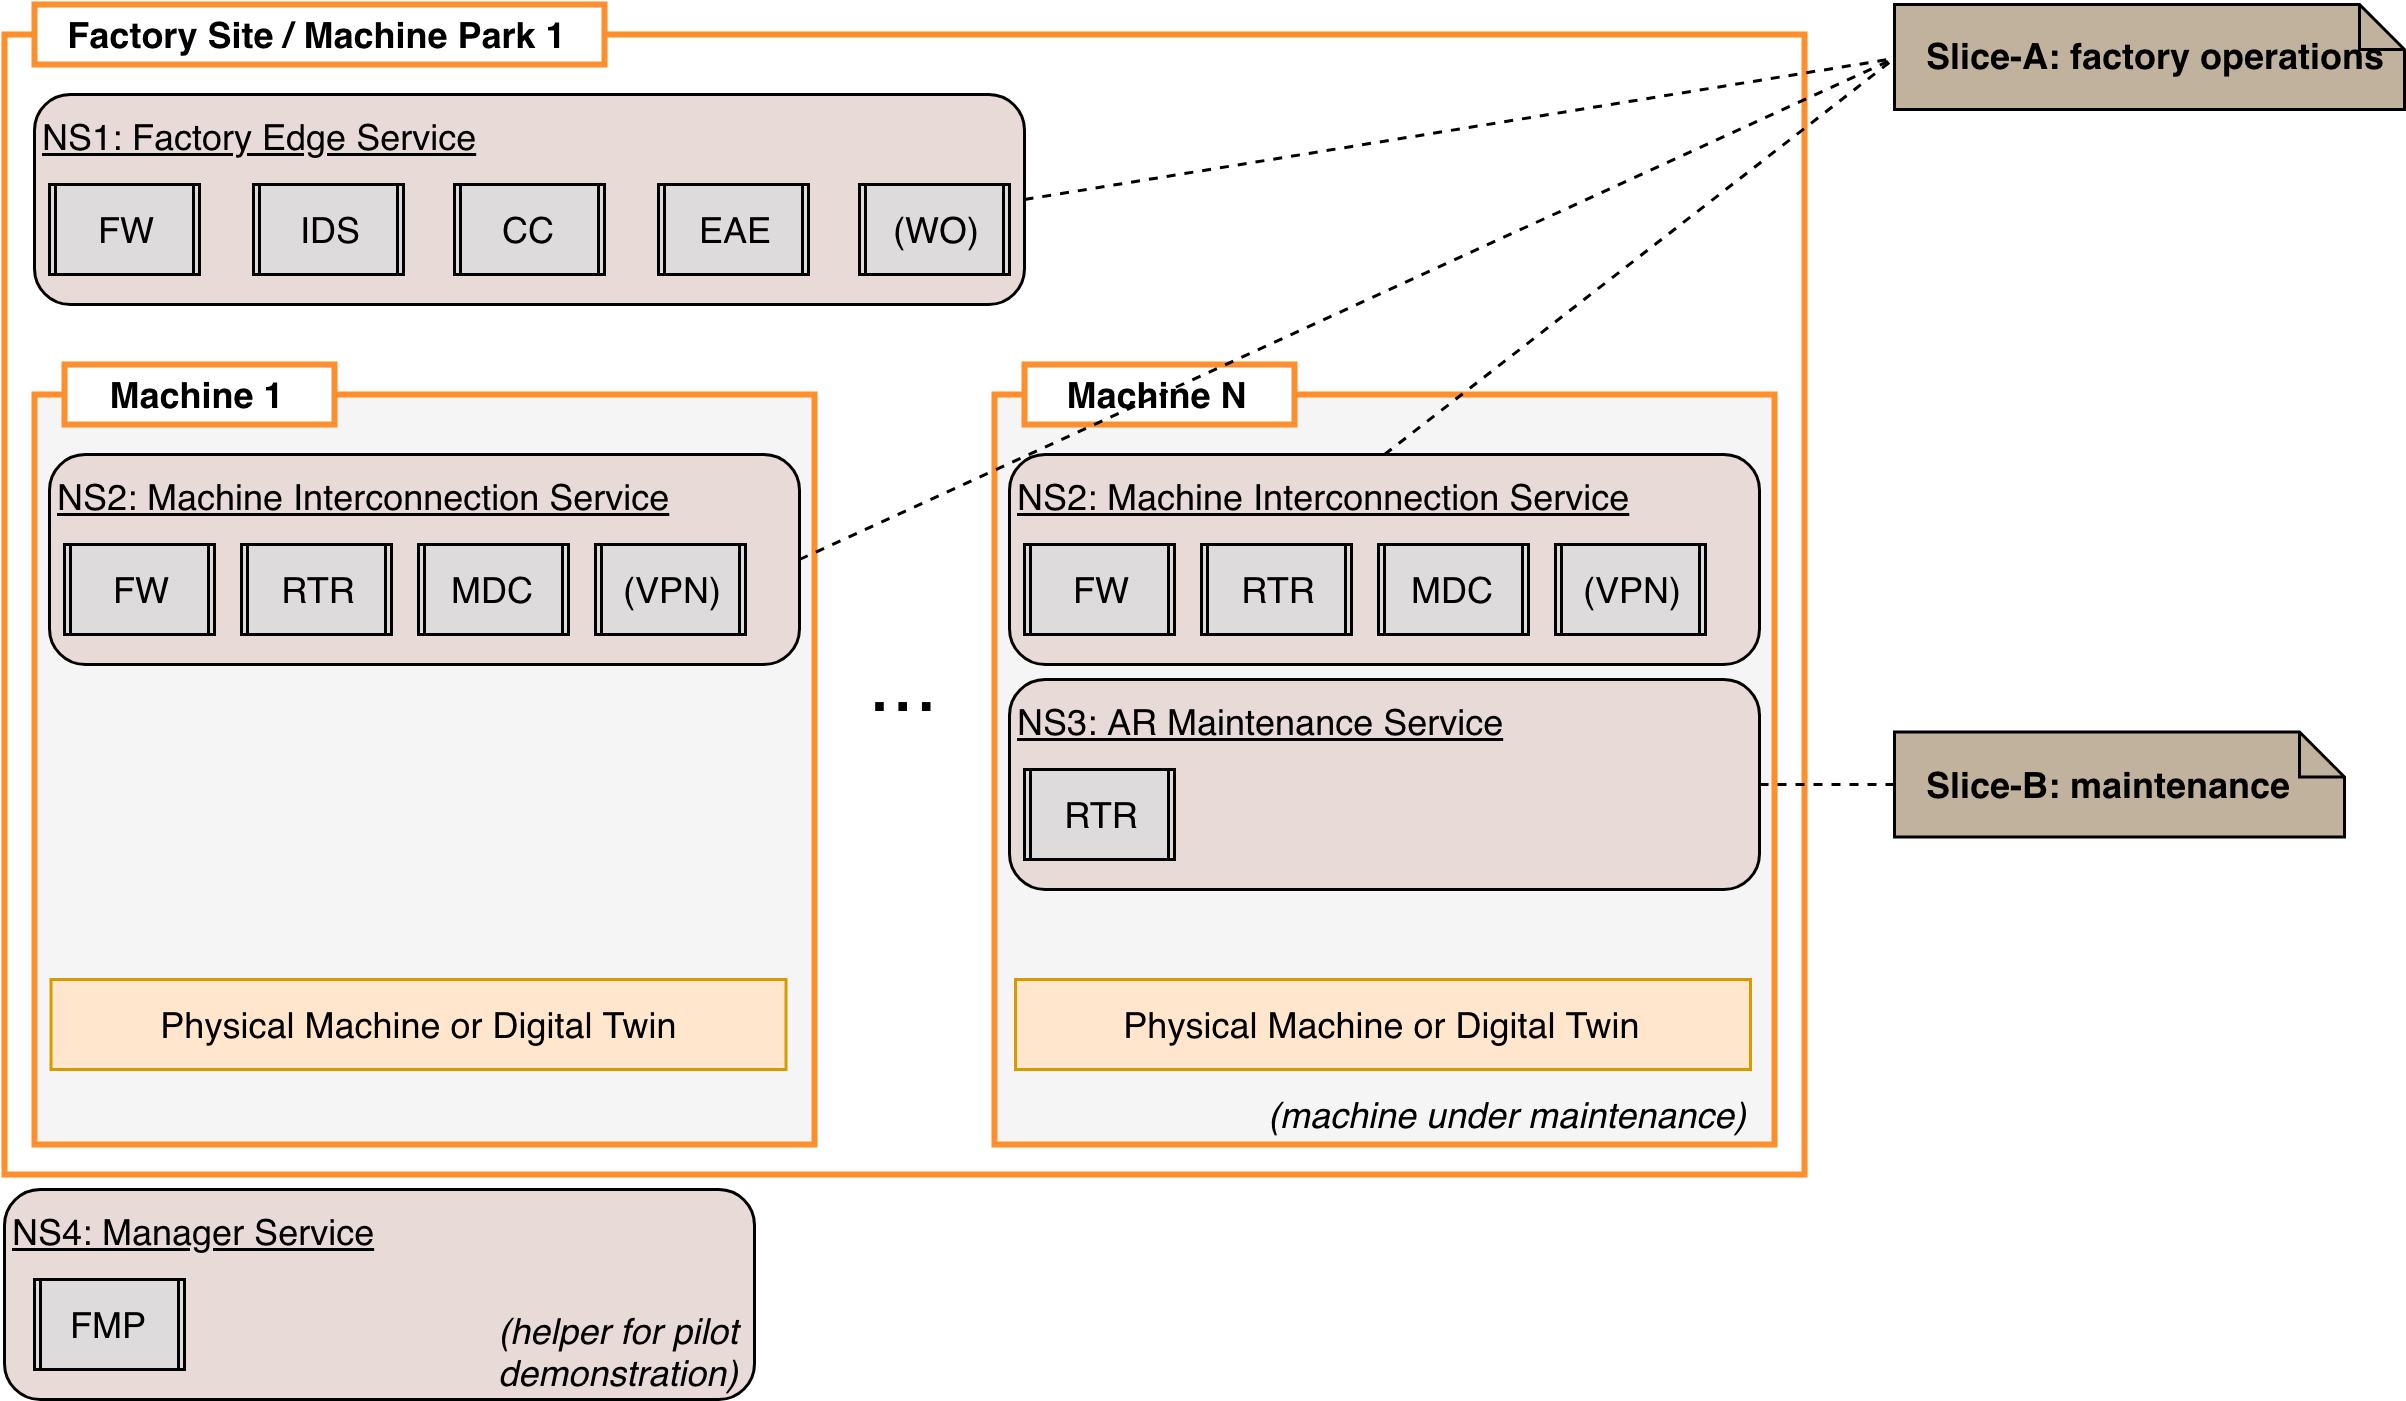 Factory Site / Machine Park 1
Slice-A: factory operations
NS1: Factory Edge Service
FW
IDS
CC
EAE
(WO)
Machine 1
NS2: Machine Interconnection Service
FW
RTR
MDC
(VPN)
Physical Machine or Digital Twin
...
Machine N
NS2: Machine Interconnection Service
FW
RTR
MDC
(VPN)
NS3: AR Maintenance Service
RTR
Physical Machine or Digital Twin
(machine under maintenance)
Slice-B: maintenance
NS4: Manager Service
FMP
(helper for pilot
demonstration)